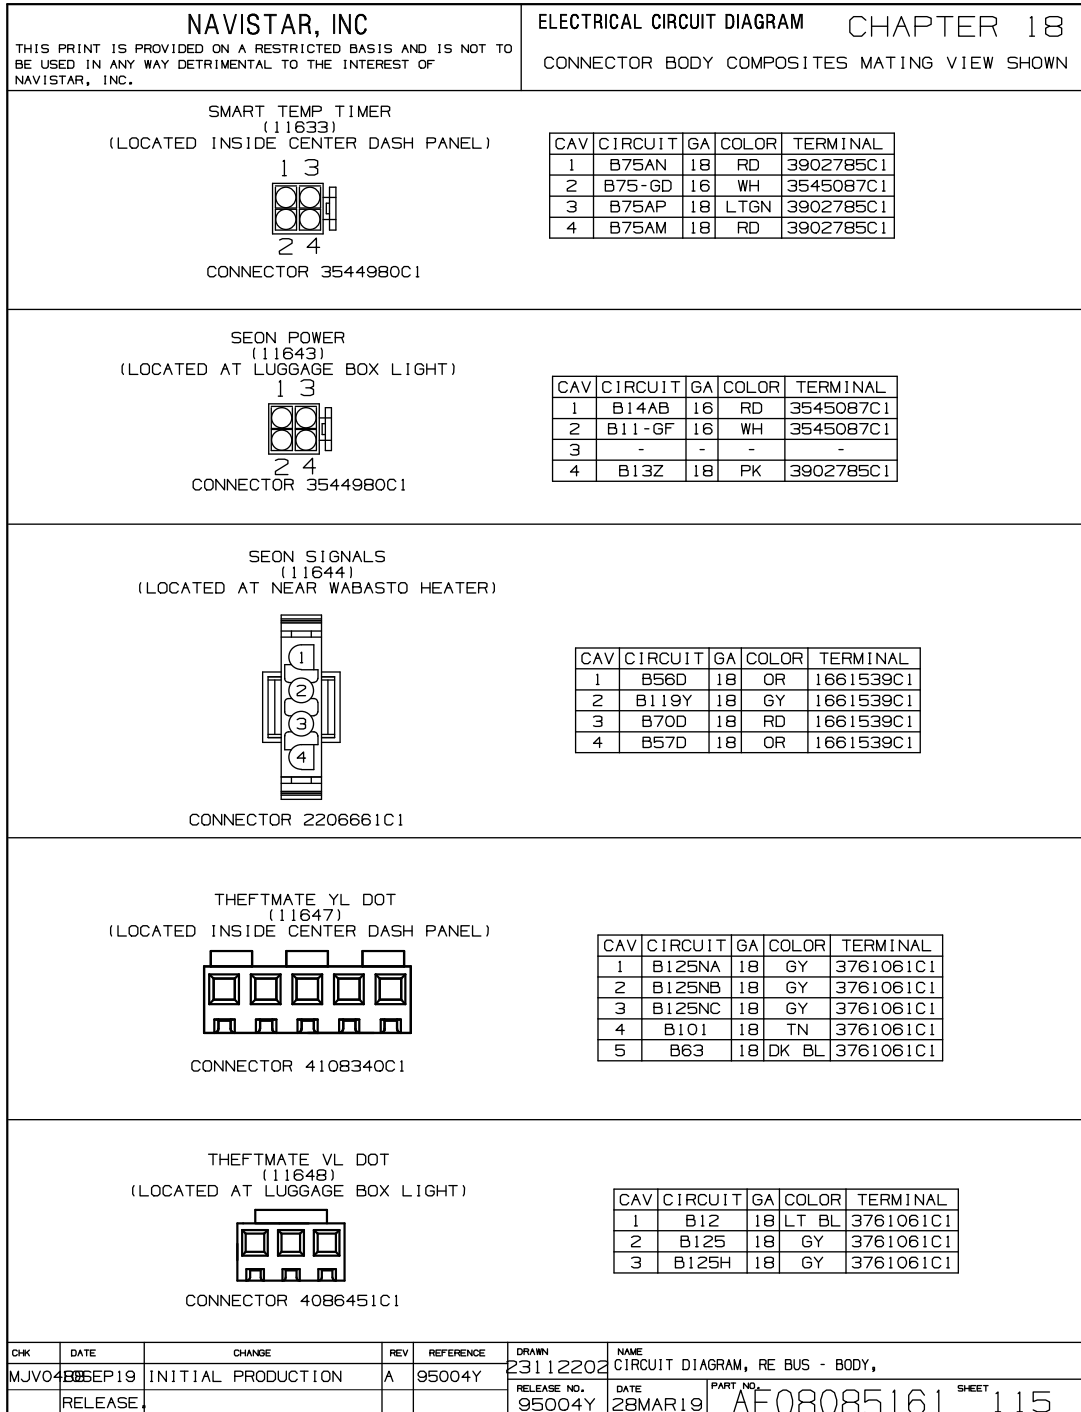 NAVISTAR, INC
THIS PRINT IS PROVIDED ON A RESTRICTED BASIS AND IS NOT TO
BE USED IN ANY WAY DETRIMENTAL TO THE INTEREST OF
NAVISTAR, INC.
ELECTRICAL CIRCUIT DIAGRAM CHAPTER 18
CONNECTOR BODY COMPOSITES MATING VIEW SHOWN
SMART TEMP TIMER
(11633)
(LOCATED INSIDE CENTER DASH PANEL)
1 3
2 4
CONNECTOR 3544980C1
CAV CIRCUIT GA COLOR TERMINAL
1 B75AN 18 RD 3902785C1
2 B75-GD 16 WH 3545087C1
3 B75AP 18 LTGN 3902785C1
4 B75AM 18 RD 3902785C1
SEON POWER
(11643)
(LOCATED AT LUGGAGE BOX LIGHT)
1 3
2 4
CONNECTOR 3544980C1
CAV CIRCUIT GA COLOR TERMINAL
1 B14AB 16 RD 3545087C1
2 B11-GF 16 WH 3545087C1
3 - - - -
4 B13Z 18 PK 3902785C1
SEON SIGNALS
(11644)
(LOCATED AT NEAR WABASTO HEATER)
1
2
3
4
CONNECTOR 2206661C1
CAV CIRCUIT GA COLOR TERMINAL
1 B56D 18 OR 1661539C1
2 B119Y 18 GY 1661539C1
3 B70D 18 RD 1661539C1
4 B57D 18 OR 1661539C1
THEFTMATE YL DOT
(11647)
(LOCATED INSIDE CENTER DASH PANEL)
CONNECTOR 4108340C1
CAV CIRCUIT GA COLOR TERMINAL
1 B125NA 18 GY 3761061C1
2 B125NB 18 GY 3761061C1
3 B125NC 18 GY 3761061C1
4 B101 18 TN 3761061C1
5 B63 18 DK BL 3761061C1
THEFTMATE VL DOT
(11648)
(LOCATED AT LUGGAGE BOX LIGHT)
CONNECTOR 4086451C1
CAV CIRCUIT GA COLOR TERMINAL
1 B12 18 LT BL 3761061C1
2 B125 18 GY 3761061C1
3 B125H 18 GY 3761061C1
CHK DATE CHANGE REV REFERENCE DRAWN NAME
SEP19 INITIAL PRODUCTION A 95004Y 23112202 CIRCUIT DIAGRAM, RE BUS - BODY,
RELEASE. RELEASE NO. 95004Y DATE 28MAR19 PART NO. AE08085161 SHEET 115